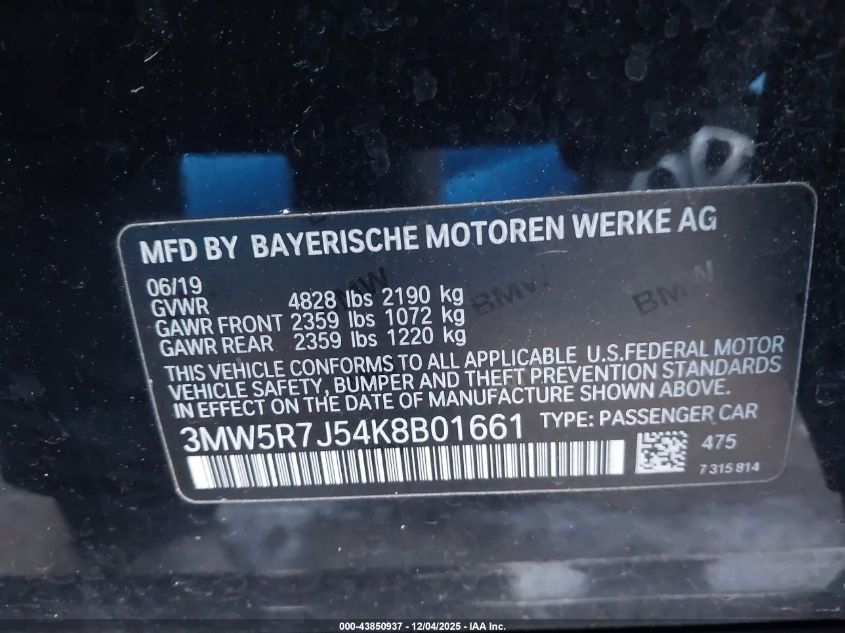 MFD BY BAYERISCHE MOTOREN WERKE AG
06/19
GVWR 4828 lbs 2190 kg
GAWR FRONT 2359 lbs 1072 kg
GAWR REAR 2359 lbs 1220 kg
THIS VEHICLE CONFORMS TO ALL APPLICABLE U.S.FEDERAL MOTOR
VEHICLE SAFETY, BUMPER AND THEFT PREVENTION STANDARDS
IN EFFECT ON THE DATE OF MANUFACTURE SHOWN ABOVE.
3MW5R7J54K8B01661 TYPE: PASSENGER CAR
475
7 315 814
BMW BMW BMW
000-43850937 - 12/04/2025 - IAA Inc.